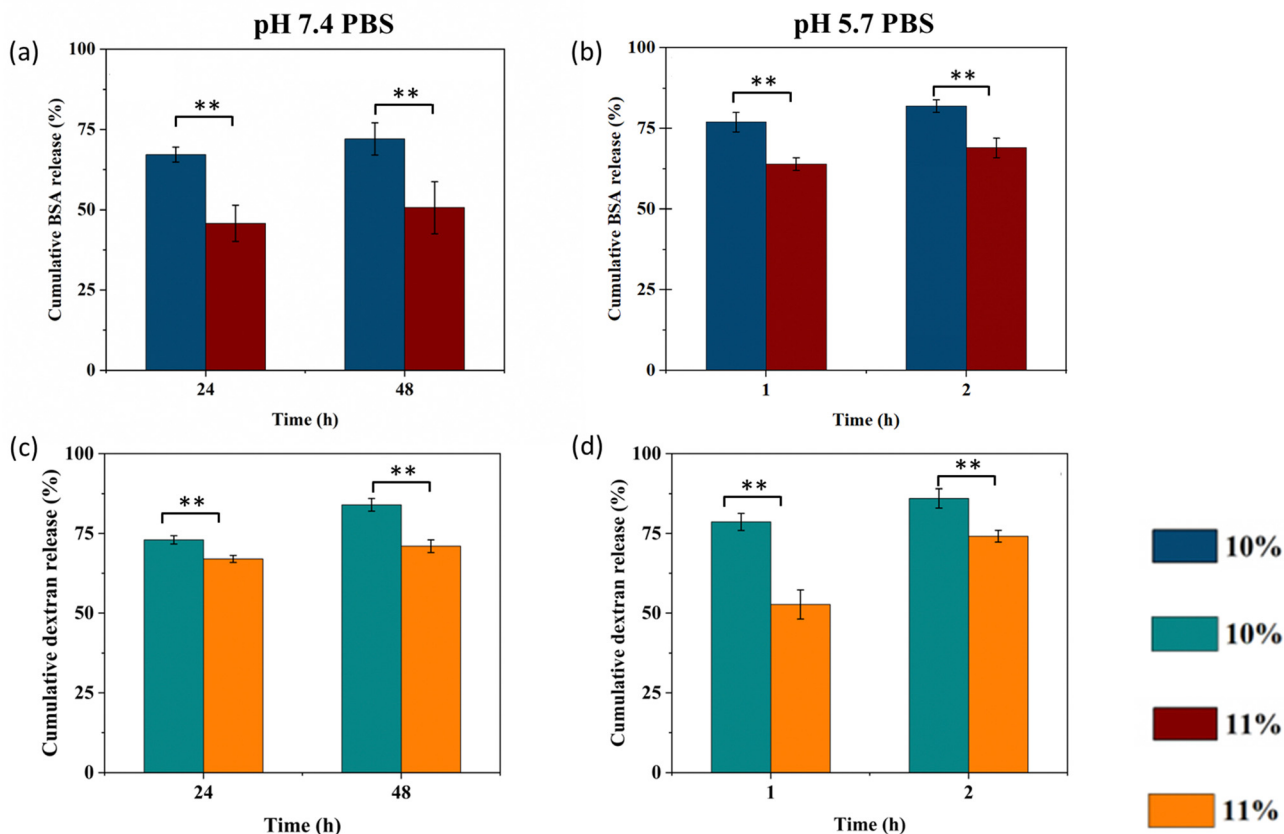 pH 7.4 PBS
(a)
Cumulative BSA release (%)
100
75
50
25
0
**
**
24
48
Time (h)
pH 5.7 PBS
(b)
Cumulative BSA release (%)
100
75
50
25
0
**
**
1
2
Time (h)
(c)
Cumulative dextran release (%)
100
75
50
25
0
**
**
24
48
Time (h)
(d)
Cumulative dextran release (%)
100
75
50
25
0
**
**
1
2
Time (h)
10%
10%
11%
11%